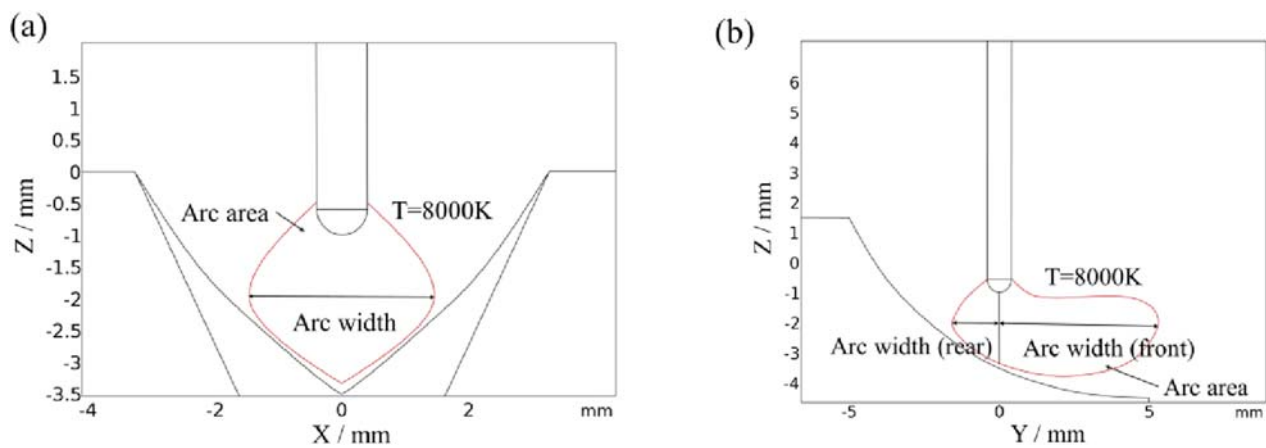 (a)
1.5
1
0.5
0
-0.5
-1
-1.5
-2
-2.5
-3
-3.5
Z / mm
Arc area
T=8000K
Arc width
-4 -2 0 2 mm
X / mm
(b)
6
5
4
3
2
1
0
-1
-2
-3
-4
Z / mm
T=8000K
Arc width (rear) Arc width (front)
Arc area
-5 0 5 mm
Y / mm